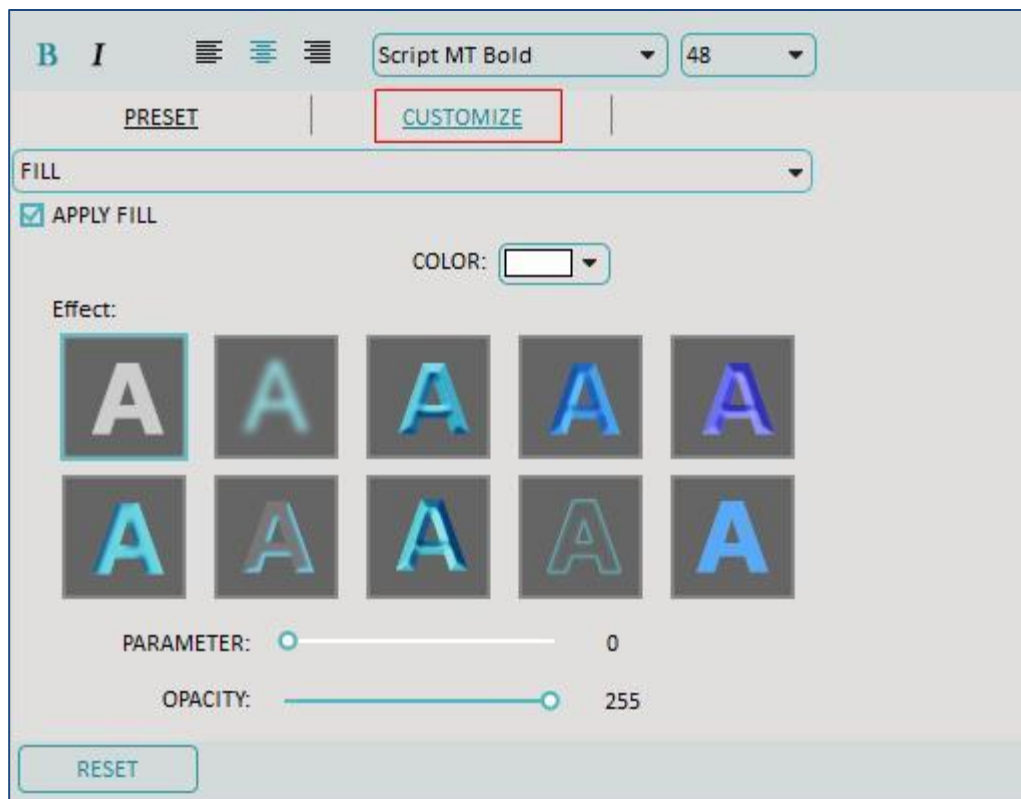 B I Script MT Bold 48
PRESET CUSTOMIZE
FILL
APPLY FILL
COLOR:
Effect:
A A A A A
A A A A A
PARAMETER: 0
OPACITY: 255
RESET